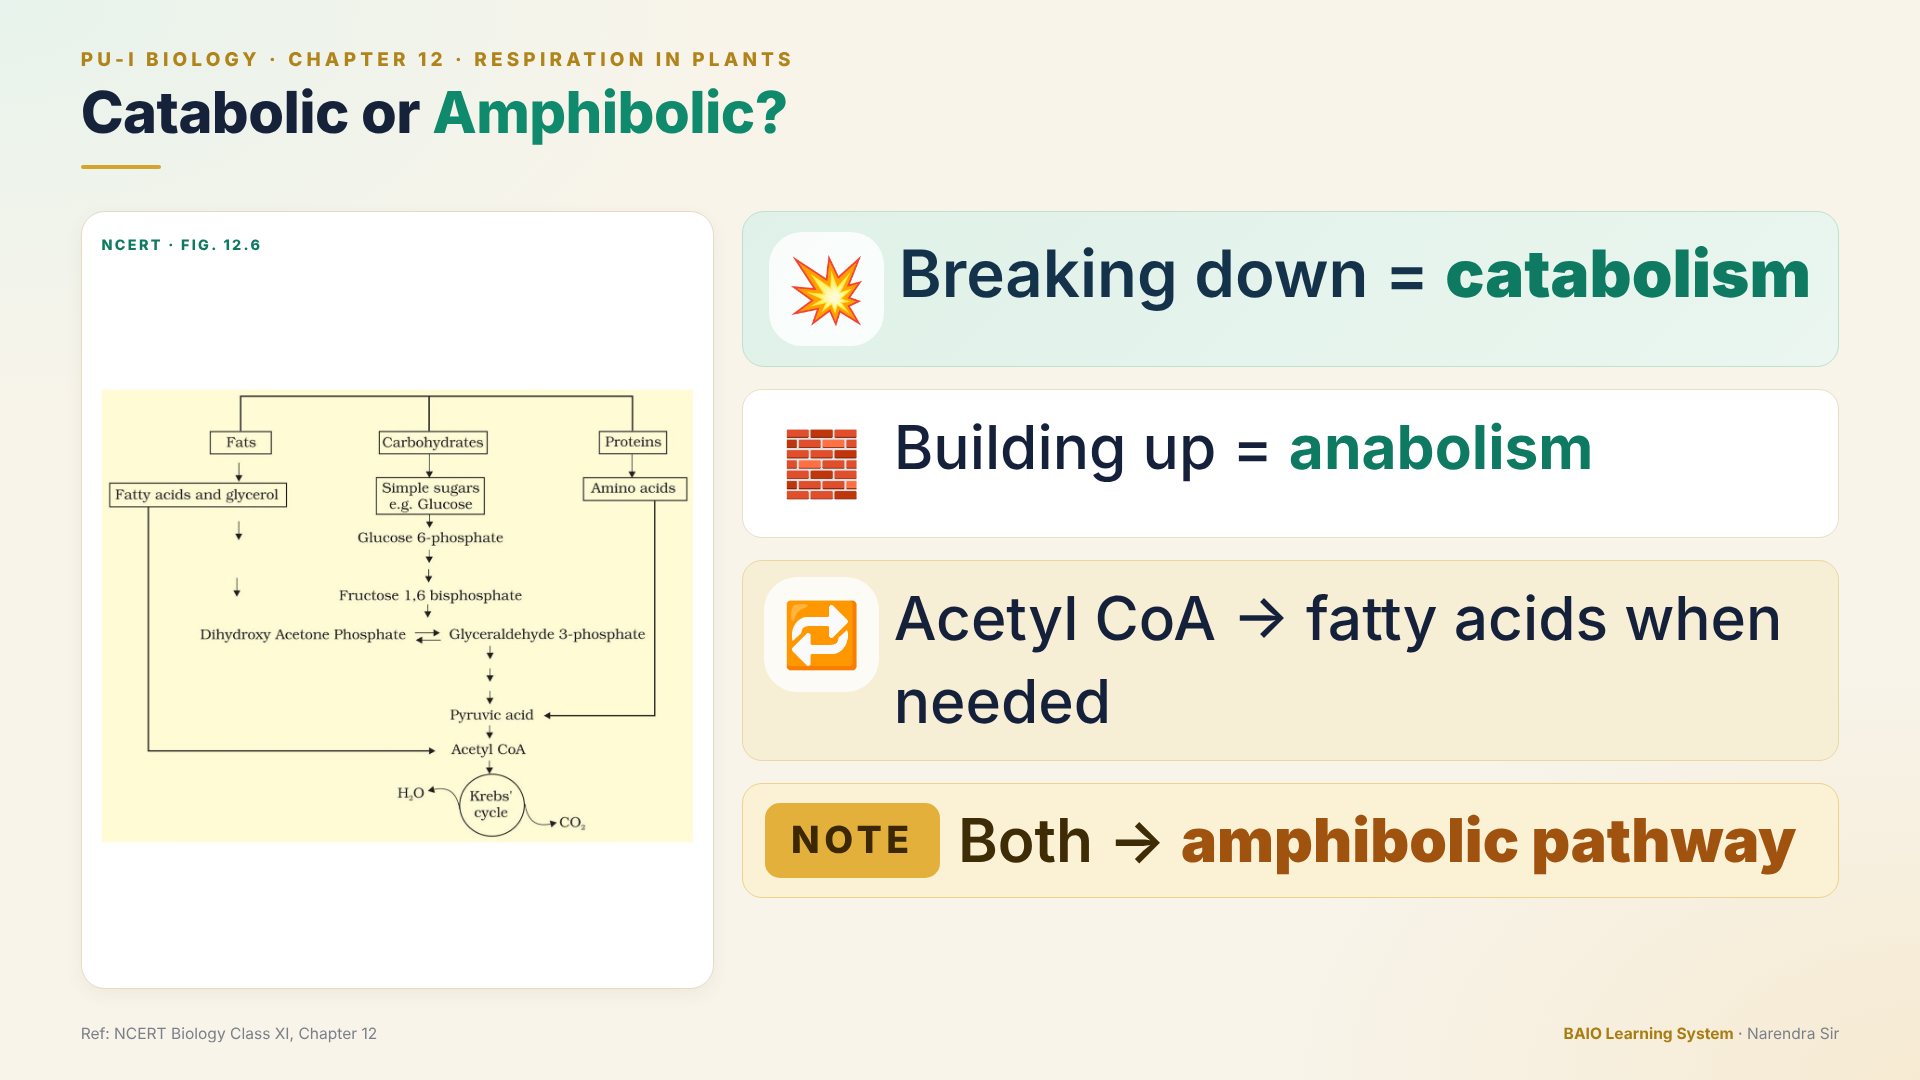 PU-I BIOLOGY · CHAPTER 12 · RESPIRATION IN PLANTS
Catabolic or Amphibolic?
NCERT · FIG. 12.6
Fats
Carbohydrates
Proteins
Fatty acids and glycerol
Simple sugars
e.g. Glucose
Amino acids
Glucose 6-phosphate
Fructose 1,6 bisphosphate
Dihydroxy Acetone Phosphate
Glyceraldehyde 3-phosphate
Pyruvic acid
Acetyl CoA
H₂O
Krebs'
cycle
CO₂
Breaking down = catabolism
Building up = anabolism
Acetyl CoA → fatty acids when
needed
NOTE Both → amphibolic pathway
Ref: NCERT Biology Class XI, Chapter 12
BAIO Learning System · Narendra Sir